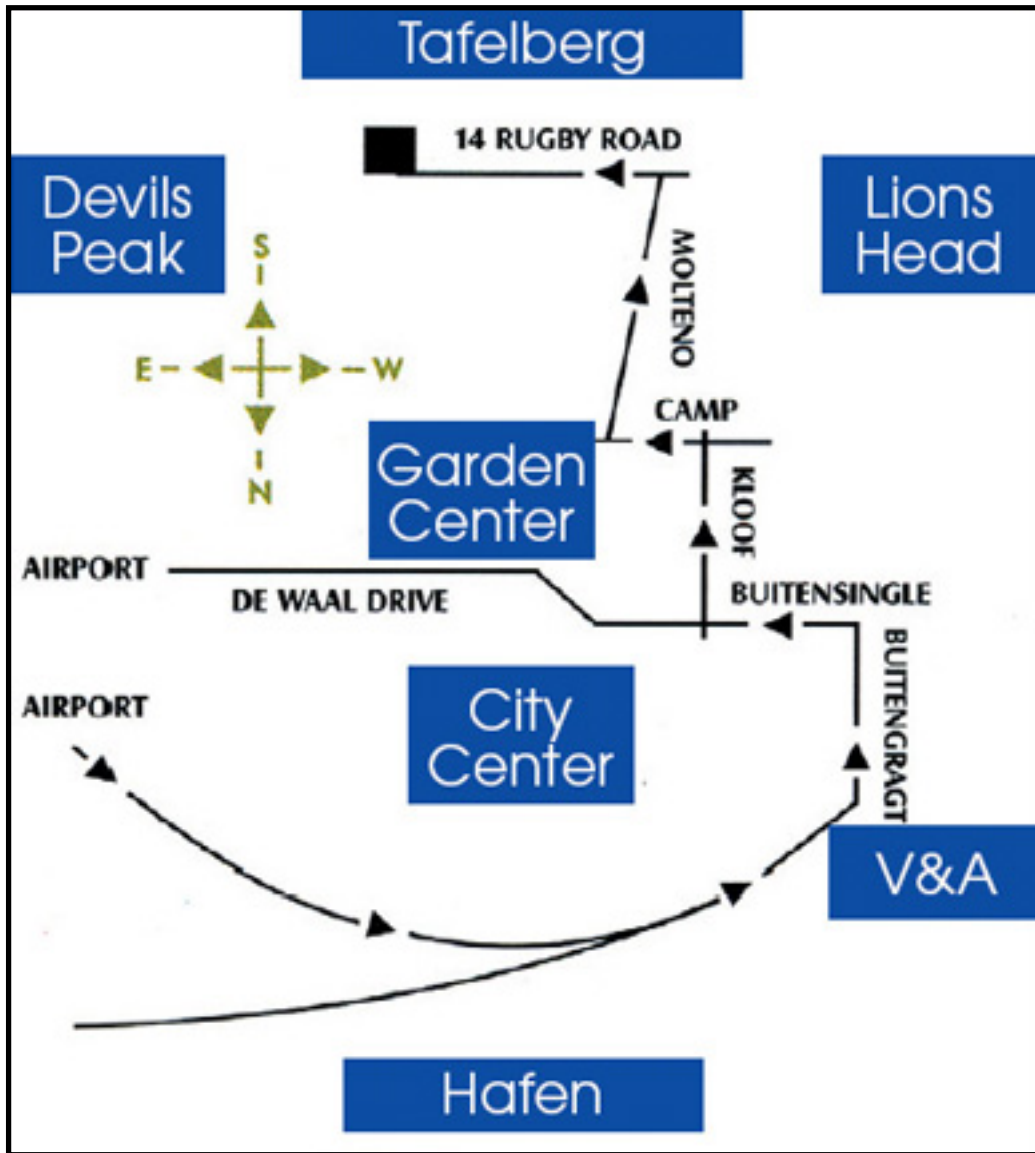 Tafelberg
14 RUGBY ROAD
Devils
Peak
Lions
Head
S
E
W
N
MOLTENO
CAMP
Garden
Center
KLOOF
AIRPORT
DE WAAL DRIVE
BUITENSINGLE
BUITENGRAGT
AIRPORT
City
Center
V&A
Hafen